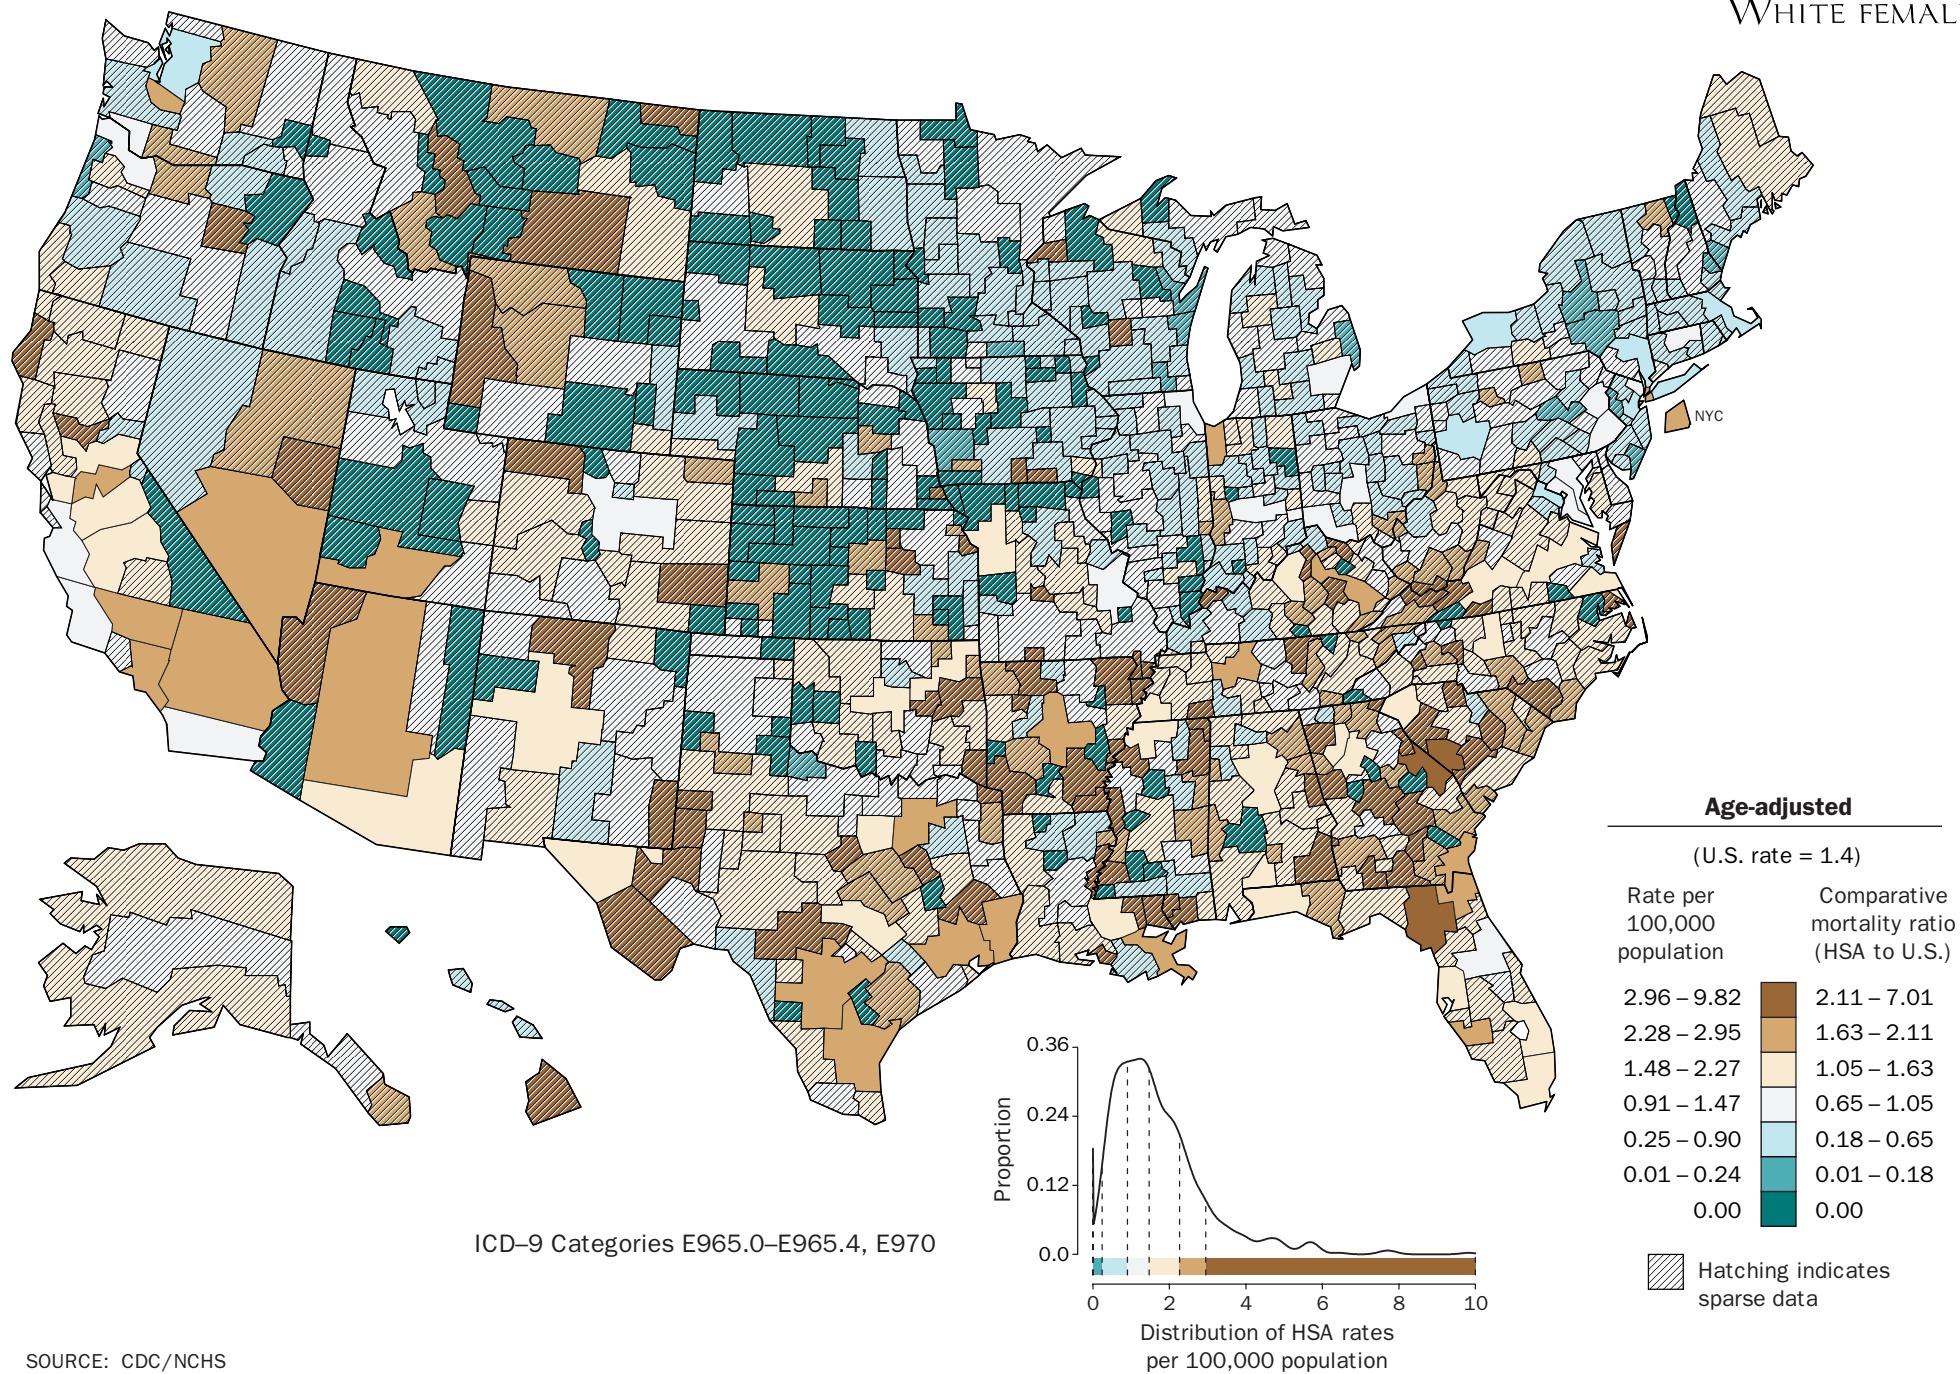 WHITE FEMAL
NYC
Age-adjusted
(U.S. rate = 1.4)
Rate per
100,000
population
Comparative
mortality ratio
(HSA to U.S.)
2.96 – 9.82 2.11 – 7.01
2.28 – 2.95 1.63 – 2.11
1.48 – 2.27 1.05 – 1.63
0.91 – 1.47 0.65 – 1.05
0.25 – 0.90 0.18 – 0.65
0.01 – 0.24 0.01 – 0.18
0.00 0.00
Hatching indicates
sparse data
0.36
0.24
0.12
0.0
Proportion
0 2 4 6 8 10
Distribution of HSA rates
per 100,000 population
ICD–9 Categories E965.0–E965.4, E970
SOURCE: CDC/NCHS